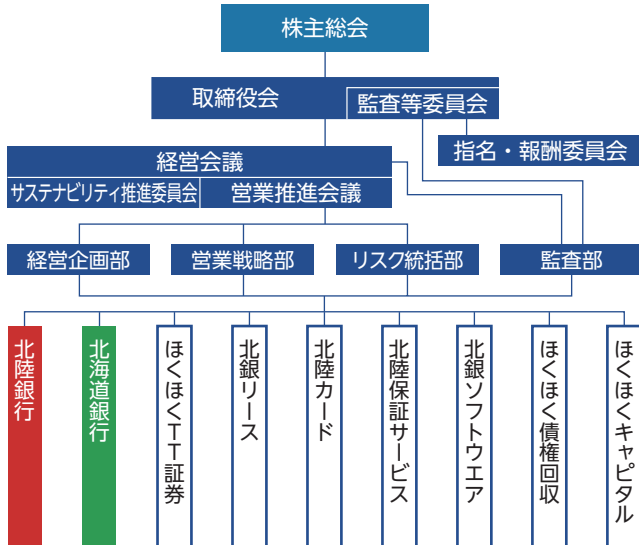 株主総会
取締役会
監査等委員会
指名・報酬委員会
経営会議
サステナビリティ推進委員会
営業推進会議
経営企画部
営業戦略部
リスク統括部
監査部
北陸銀行
北海道銀行
ほくほくTT証券
北銀リース
北陸カード
北陸保証サービス
北銀ソフトウエア
ほくほく債権回収
ほくほくキャピタル